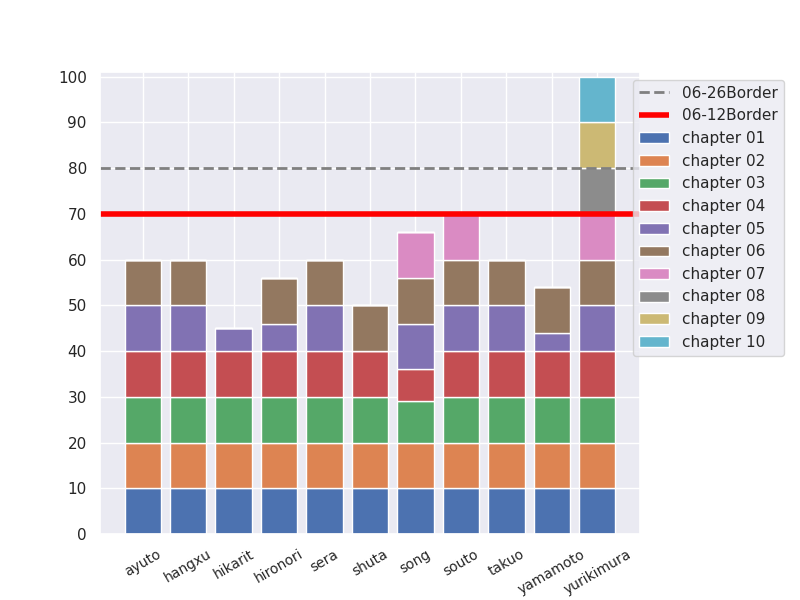 100
90
80
70
60
50
40
30
20
10
0
ayuto
hangxu
hikarit
hironori
sera
shuta
song
souto
takuo
yamamoto
yurikimura
06-26Border
06-12Border
chapter 01
chapter 02
chapter 03
chapter 04
chapter 05
chapter 06
chapter 07
chapter 08
chapter 09
chapter 10